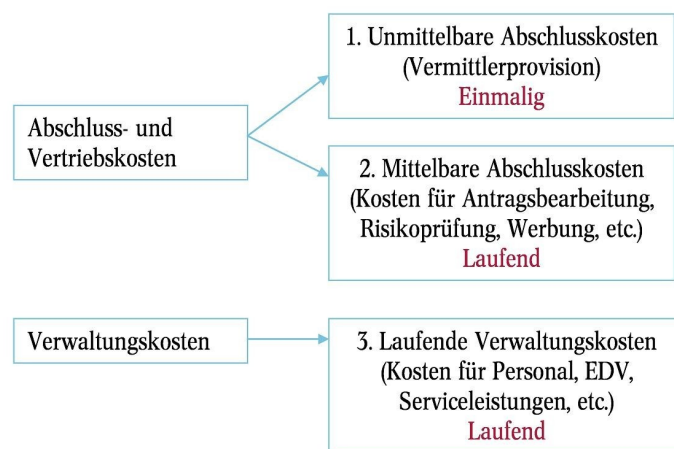 Abschluss- und
Vertriebskosten
1. Unmittelbare Abschlusskosten
(Vermittlerprovision)
Einmalig
2. Mittelbare Abschlusskosten
(Kosten für Antragsbearbeitung,
Risikoprüfung, Werbung, etc.)
Laufend
Verwaltungskosten
3. Laufende Verwaltungskosten
(Kosten für Personal, EDV,
Serviceleistungen, etc.)
Laufend